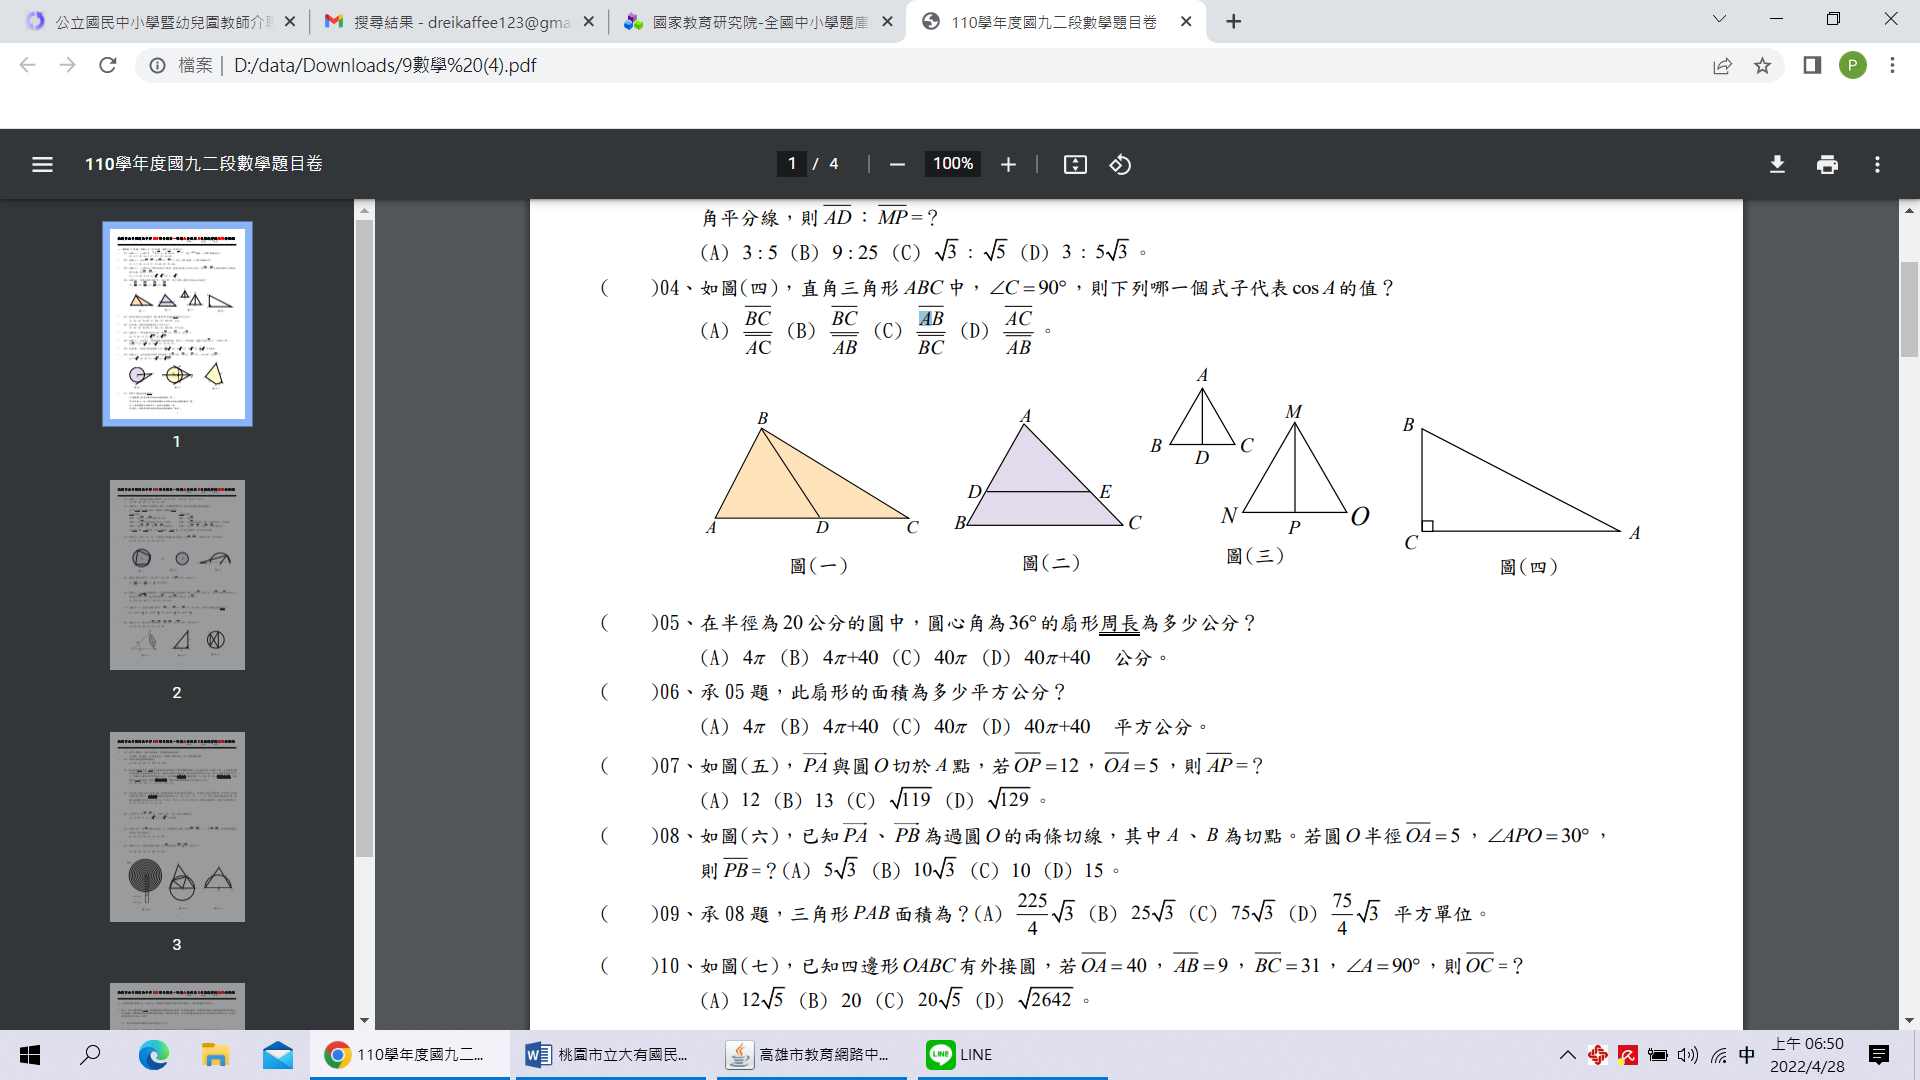 公立國民中小學暨幼兒園教師介聘
搜尋結果 - dreikaffee123@gma
國家教育研究院-全國中小學題庫
110學年度國九二段數學題目卷
檔案 | D:/data/Downloads/9數學%20(4).pdf
P
110學年度國九二段數學題目卷
1 / 4
100%
角平分線，則 AD : MP = ?
(A) 3 : 5 (B) 9 : 25 (C) √3 : √5 (D) 3 : 5√3 。
( )04、如圖(四)，直角三角形 ABC 中，∠C = 90°，則下列哪一個式子代表 cos A 的值？
(A) BC/AC (B) BC/AB (C) AB/BC (D) AC/AB 。
B A D C 圖(一)
A D E B C 圖(二)
A B D C M N P O 圖(三)
B C A 圖(四)
( )05、在半徑為 20 公分的圓中，圓心角為 36° 的扇形周長為多少公分？
(A) 4π (B) 4π+40 (C) 40π (D) 40π+40 公分。
( )06、承 05 題，此扇形的面積為多少平方公分？
(A) 4π (B) 4π+40 (C) 40π (D) 40π+40 平方公分。
( )07、如圖(五)，PA 與圓 O 切於 A 點，若 OP = 12，OA = 5，則 AP = ?
(A) 12 (B) 13 (C) √119 (D) √129 。
( )08、如圖(六)，已知 PA、PB 為過圓 O 的兩條切線，其中 A、B 為切點。若圓 O 半徑 OA = 5，∠APO = 30°，
則 PB = ? (A) 5√3 (B) 10√3 (C) 10 (D) 15。
( )09、承 08 題，三角形 PAB 面積為？(A) 225/4 √3 (B) 25√3 (C) 75√3 (D) 75/4 √3 平方單位。
( )10、如圖(七)，已知四邊形 OABC 有外接圓，若 OA = 40，AB = 9，BC = 31，∠A = 90°，則 OC = ?
(A) 12√5 (B) 20 (C) 20√5 (D) √2642 。
1
2
3
110學年度國九二...
桃園市立大有國民...
高雄市教育網路中...
LINE
LINE
中
上午 06:50
2022/4/28